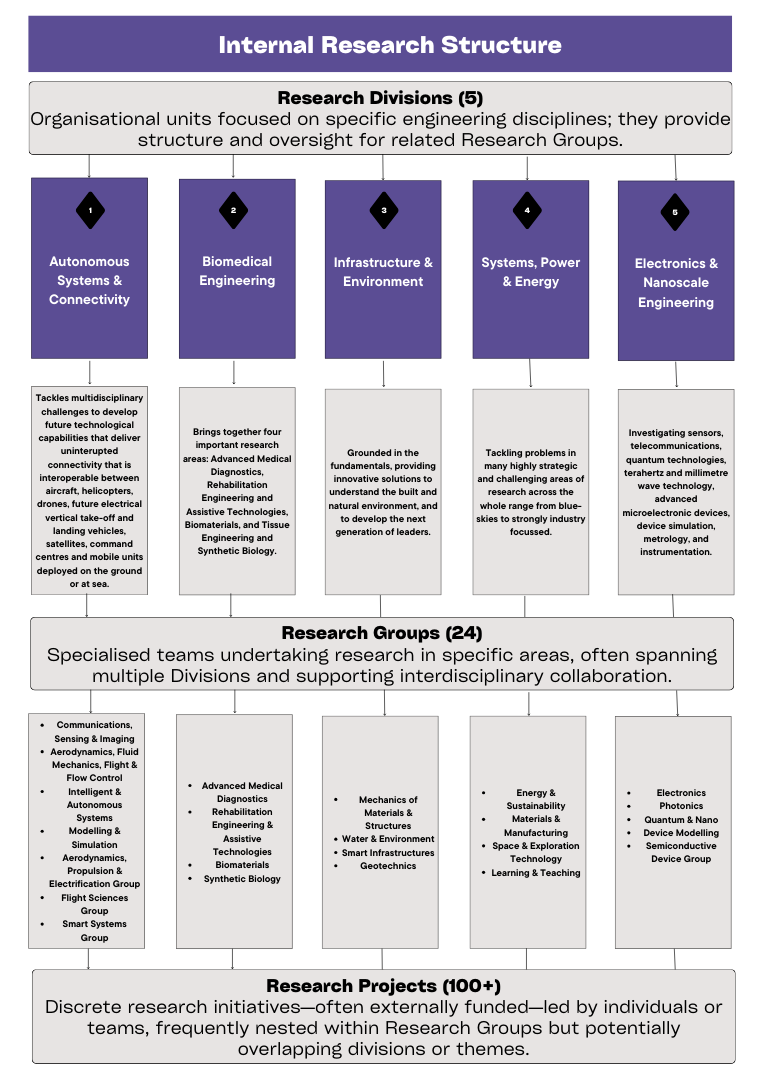 Internal Research Structure
Research Divisions (5)
Organisational units focused on specific engineering disciplines; they provide
structure and oversight for related Research Groups.
1
Autonomous
Systems &
Connectivity
2
Biomedical
Engineering
3
Infrastructure &
Environment
4
Systems, Power
& Energy
5
Electronics &
Nanoscale
Engineering
Tackles multidisciplinary
challenges to develop
future technological
capabilities that deliver
uninterrupted
connectivity that is
interoperable between
aircraft, helicopters,
drones, future electrical
vertical take-off and
landing vehicles,
satellites, command
centres and mobile units
deployed on the ground
or at sea.
Brings together four
important research
areas: Advanced Medical
Diagnostics,
Rehabilitation
Engineering and
Assistive Technologies,
Biomaterials, and Tissue
Engineering and
Synthetic Biology.
Grounded in the
fundamentals, providing
innovative solutions to
understand the built and
natural environment, and
to develop the next
generation of leaders.
Tackling problems in
many highly strategic
and challenging areas of
research across the
whole range from blue-
skies to strongly industry
focussed.
Investigating sensors,
telecommunications,
quantum technologies,
terahertz and millimetre
wave technology,
advanced
microelectronic devices,
device simulation,
metrology, and
instrumentation.
Research Groups (24)
Specialised teams undertaking research in specific areas, often spanning
multiple Divisions and supporting interdisciplinary collaboration.
• Communications,
Sensing & Imaging
• Aerodynamics, Fluid
Mechanics, Flight &
Flow Control
• Intelligent &
Autonomous
Systems
• Modelling &
Simulation
• Aerodynamics,
Propulsion &
Electrification Group
• Flight Sciences
Group
• Smart Systems
Group
• Advanced Medical
Diagnostics
• Rehabilitation
Engineering &
Assistive
Technologies
• Biomaterials
• Synthetic Biology
• Mechanics of
Materials &
Structures
• Water & Environment
• Smart Infrastructures
• Geotechnics
• Energy &
Sustainability
• Materials &
Manufacturing
• Space & Exploration
Technology
• Learning & Teaching
• Electronics
• Photonics
• Quantum & Nano
• Device Modelling
• Semiconductive
Device Group
Research Projects (100+)
Discrete research initiatives—often externally funded—led by individuals or
teams, frequently nested within Research Groups but potentially
overlapping divisions or themes.